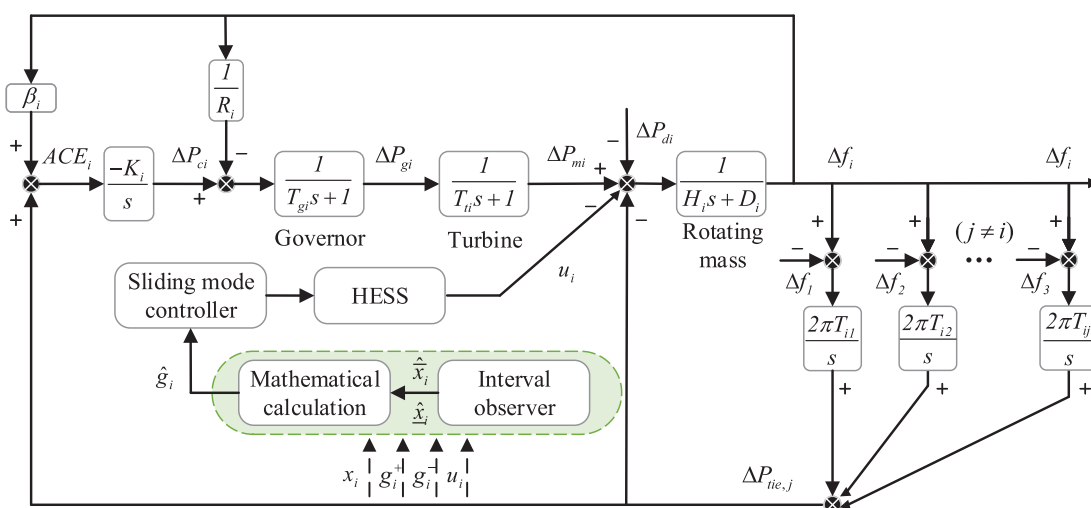 β_i
1
R_i
+
ACE_i
-K_i
s
ΔP_ci
−
+
+
1
T_gi s+1
Governor
ΔP_gi
1
T_ti s+1
Turbine
ΔP_mi
−
ΔP_di
+
−
−
1
H_i s+D_i
Rotating
mass
Δf_i
Δf_i
+
+
(j≠i)
+
−
Δf_1
−
Δf_2
•••
−
Δf_3
2πT_i1
s
2πT_i2
s
2πT_ij
s
+
+
+
Sliding mode
controller
HESS
u_i
ĝ_i
Mathematical
calculation
x̄̂_i
x̲̂_i
Interval
observer
x_i g_i^+ g_i^- u_i
ΔP_tie,j